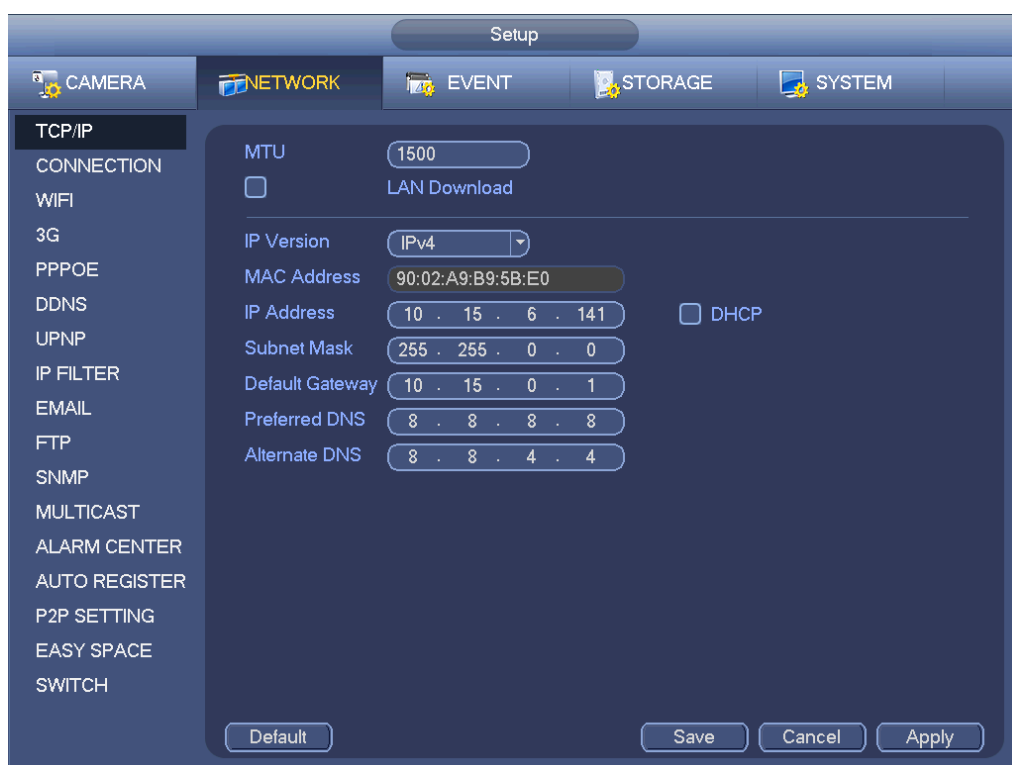 Setup
CAMERA NETWORK EVENT STORAGE SYSTEM
TCP/IP
CONNECTION
WIFI
3G
PPPOE
DDNS
UPNP
IP FILTER
EMAIL
FTP
SNMP
MULTICAST
ALARM CENTER
AUTO REGISTER
P2P SETTING
EASY SPACE
SWITCH
MTU 1500
LAN Download
IP Version IPv4
MAC Address 90:02:A9:B9:5B:E0
IP Address 10 . 15 . 6 . 141 DHCP
Subnet Mask 255 . 255 . 0 . 0
Default Gateway 10 . 15 . 0 . 1
Preferred DNS 8 . 8 . 8 . 8
Alternate DNS 8 . 8 . 4 . 4
Default Save Cancel Apply